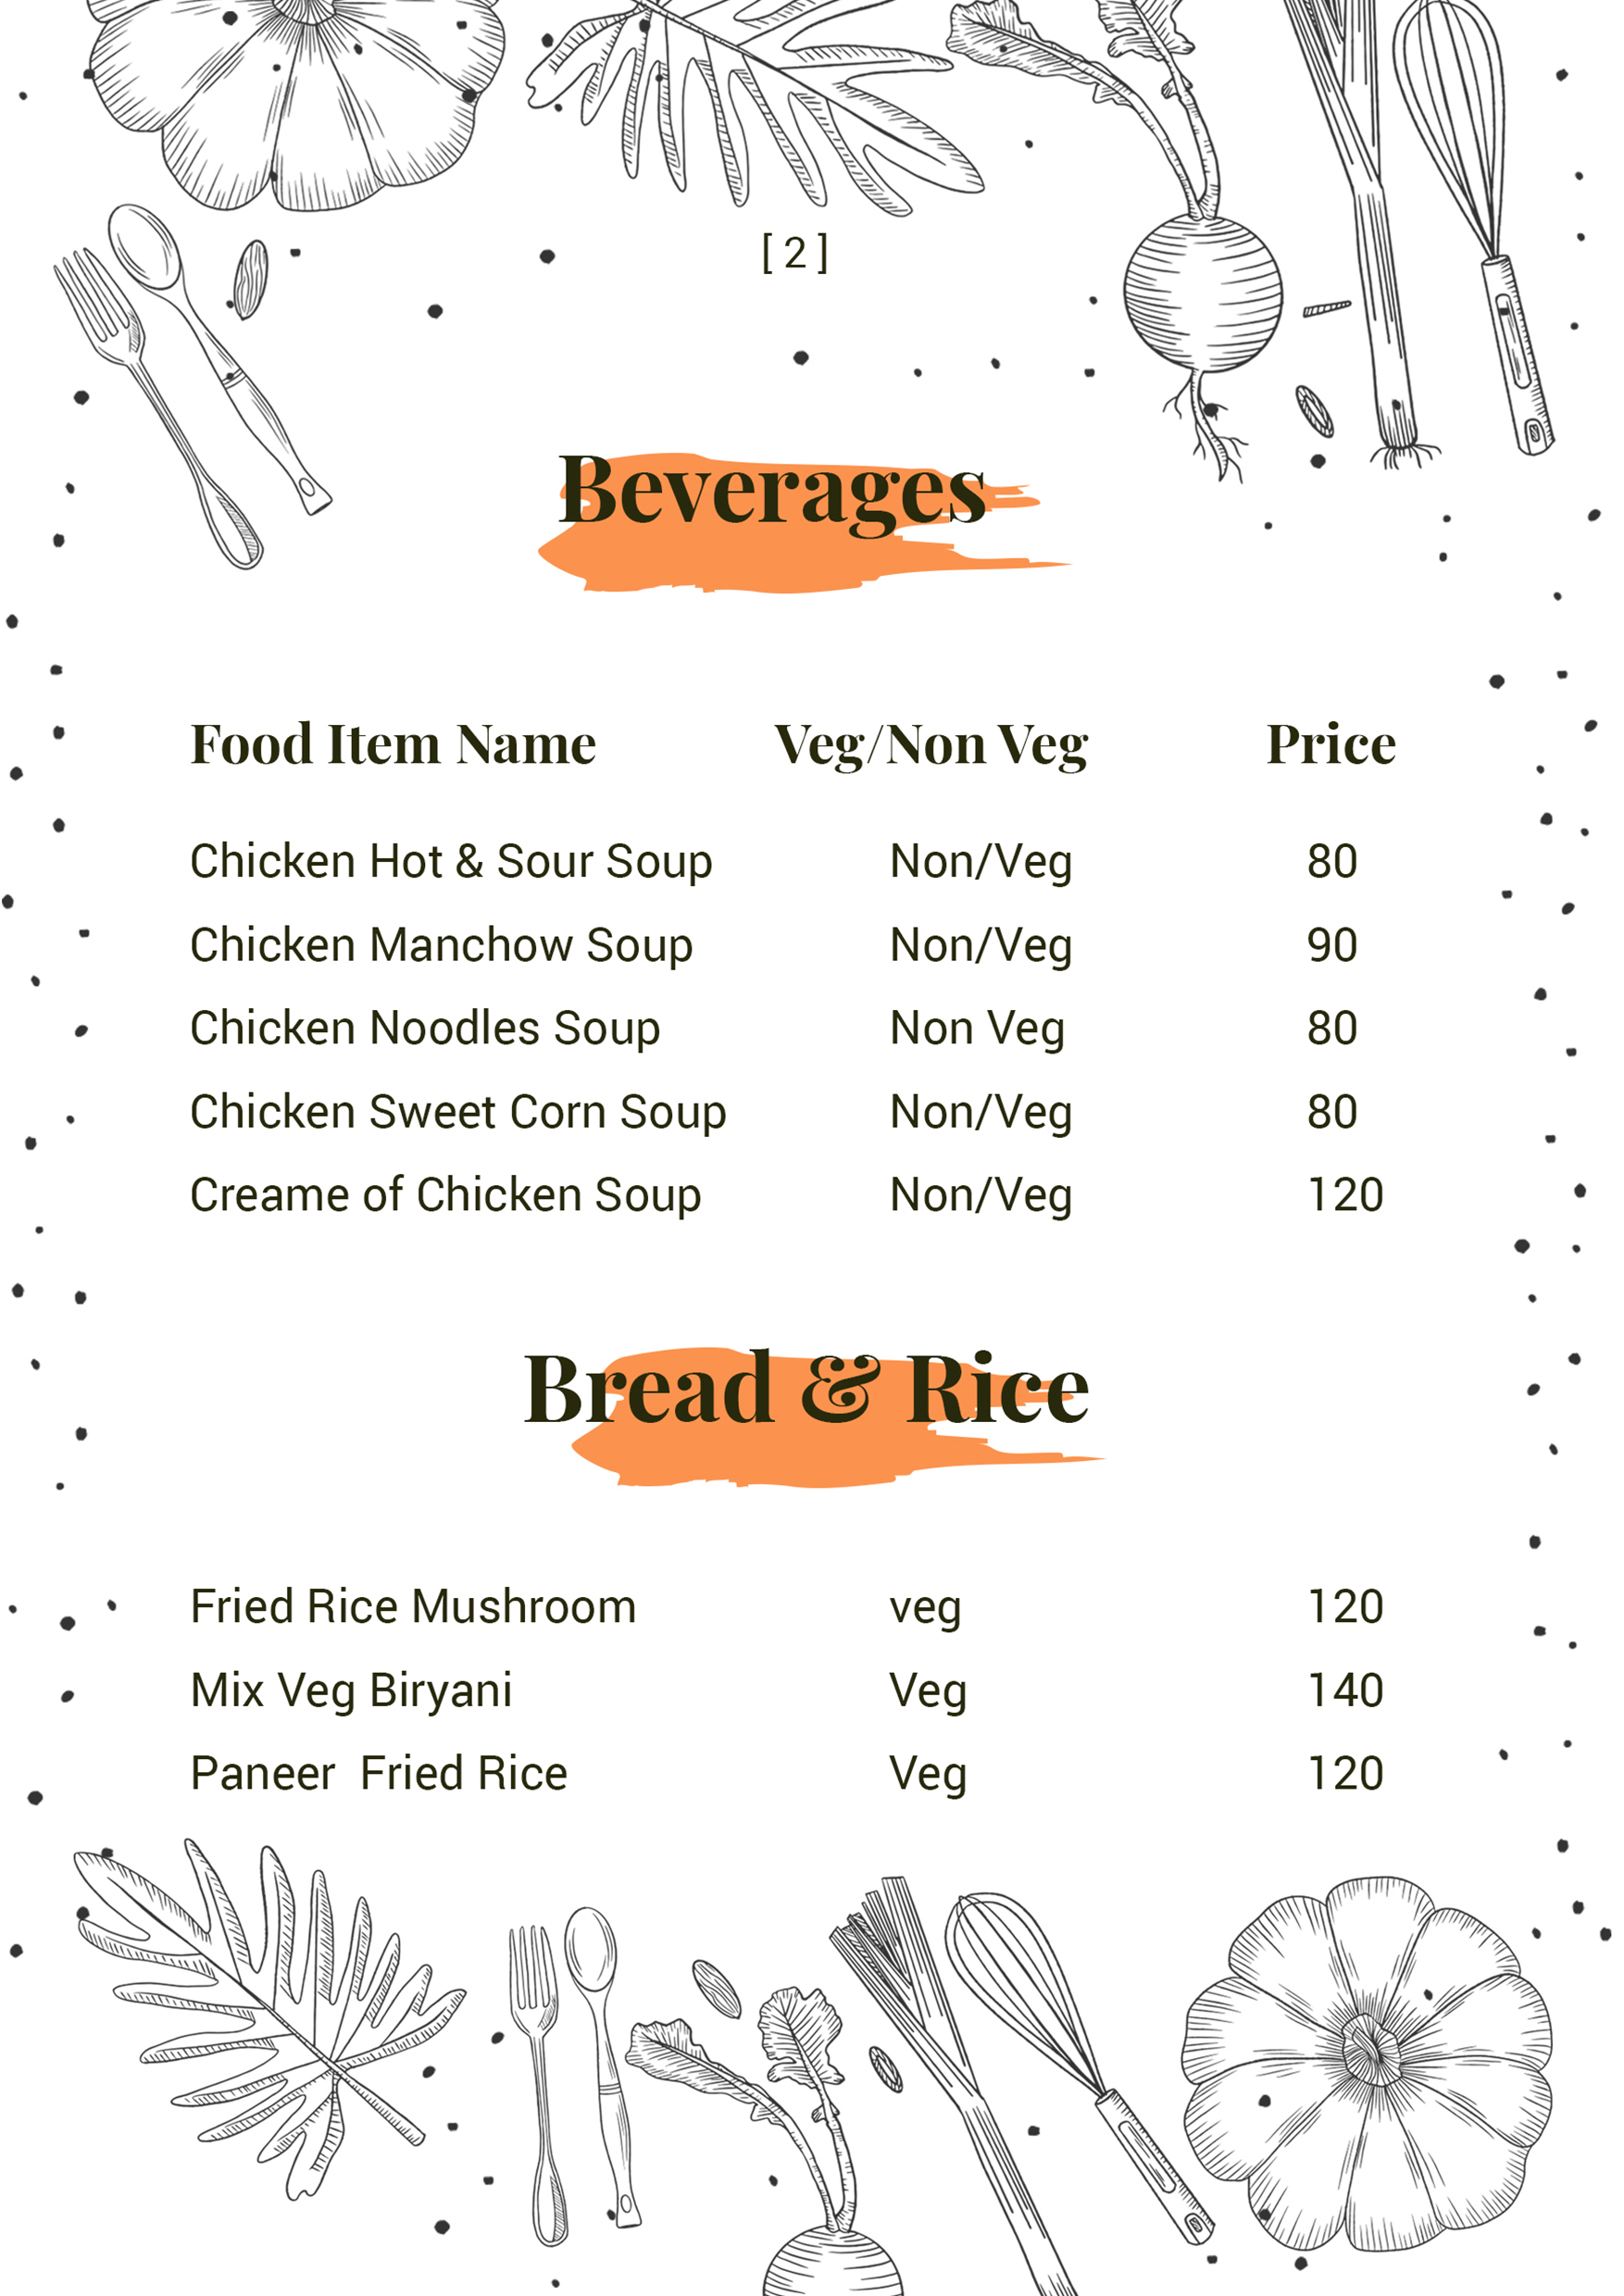 [ 2 ]
Beverages
Food Item Name Veg/Non Veg Price
Chicken Hot & Sour Soup Non/Veg 80
Chicken Manchow Soup Non/Veg 90
Chicken Noodles Soup Non Veg 80
Chicken Sweet Corn Soup Non/Veg 80
Creame of Chicken Soup Non/Veg 120
Bread & Rice
Fried Rice Mushroom veg 120
Mix Veg Biryani Veg 140
Paneer  Fried Rice Veg 120